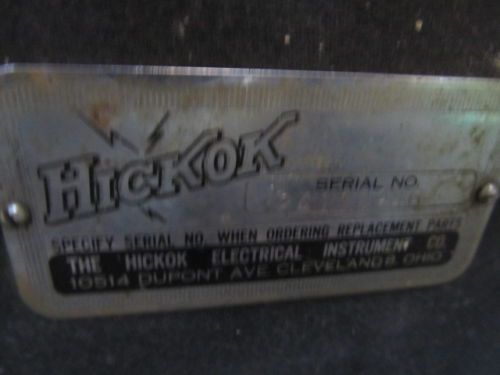 HICKOK
SERIAL NO.
SPECIFY SERIAL NO. WHEN ORDERING REPLACEMENT PARTS
THE HICKOK ELECTRICAL INSTRUMENT CO.
10514 DUPONT AVE. CLEVELAND 8, OHIO